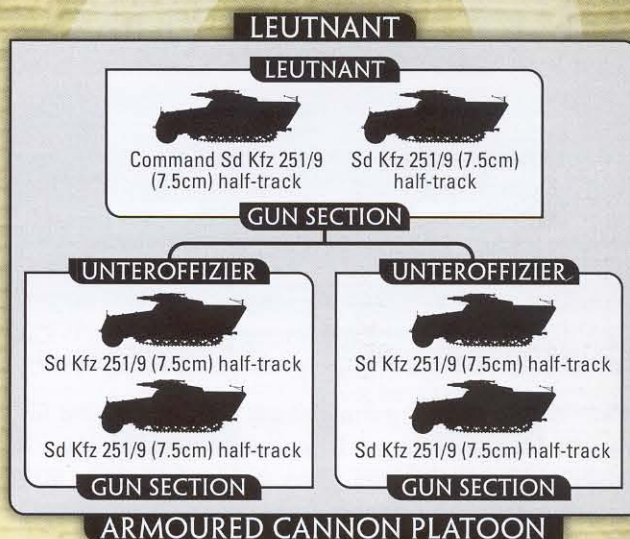 LEUTNANT
LEUTNANT
Command Sd Kfz 251/9
(7.5cm) half-track
Sd Kfz 251/9 (7.5cm)
half-track
GUN SECTION
UNTEROFFIZIER
Sd Kfz 251/9 (7.5cm) half-track
Sd Kfz 251/9 (7.5cm) half-track
GUN SECTION
UNTEROFFIZIER
Sd Kfz 251/9 (7.5cm) half-track
Sd Kfz 251/9 (7.5cm) half-track
GUN SECTION
ARMOURED CANNON PLATOON